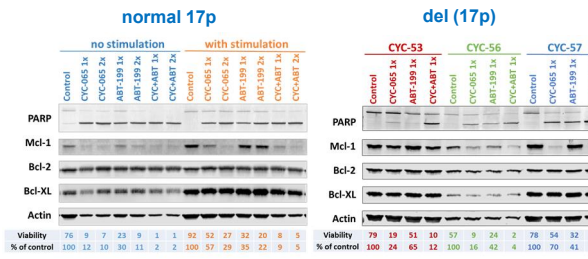 normal 17p
del (17p)
no stimulation
with stimulation
CYC-53
CYC-56
CYC-57
Control
CYC-065 1x
CYC-065 2x
ABT-199 1x
ABT-199 2x
CYC+ABT 1x
CYC+ABT 2x
Control
CYC-065 1x
CYC-065 2x
ABT-199 1x
ABT-199 2x
CYC+ABT 1x
CYC+ABT 2x
Control
CYC-065 1x
ABT-199 1x
CYC+ABT 1x
Control
CYC-065 1x
ABT-199 1x
CYC+ABT 1x
Control
CYC-065 1x
ABT-199 1x
PARP
Mcl-1
Bcl-2
Bcl-XL
Actin
Viability 76 9 7 23 9 1 1 92 52 27 32 20 8 5
% of control 100 12 10 30 11 2 2 100 57 29 35 22 9 5
PARP
Mcl-1
Bcl-2
Bcl-XL
Actin
Viability 79 19 51 10 57 9 24 2 78 54 32
% of control 100 24 65 12 100 16 42 4 100 70 41